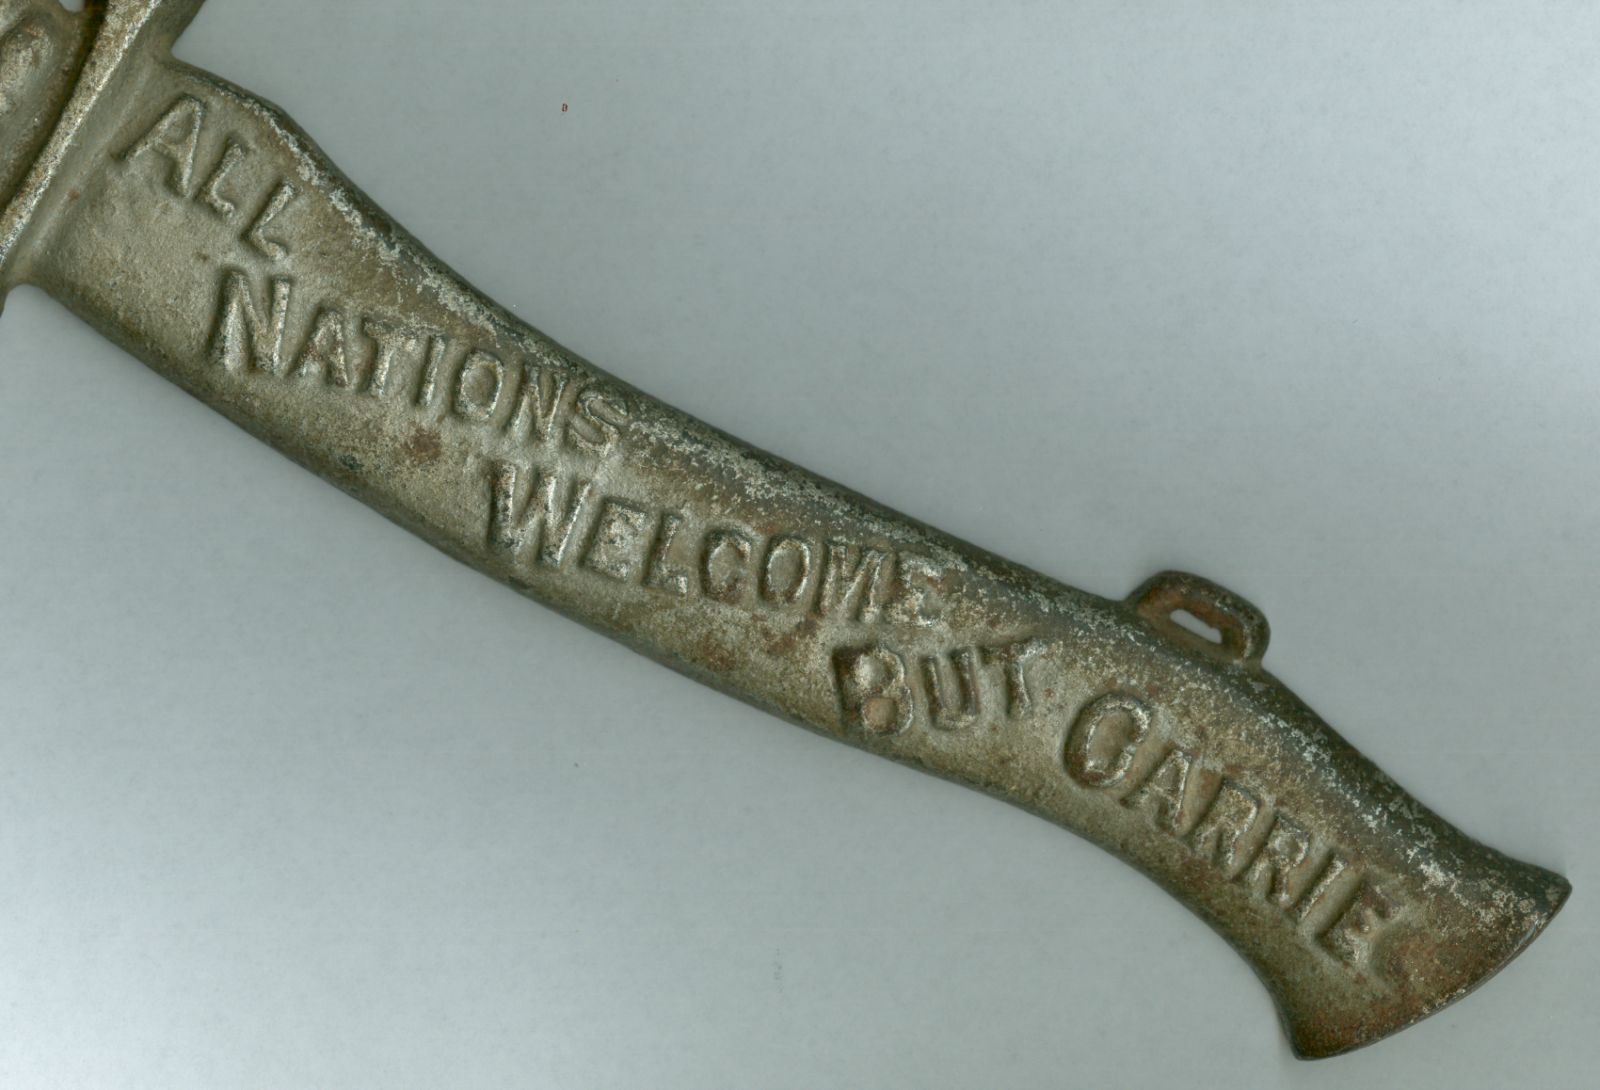 All
Nations
Welcome
But Carrie